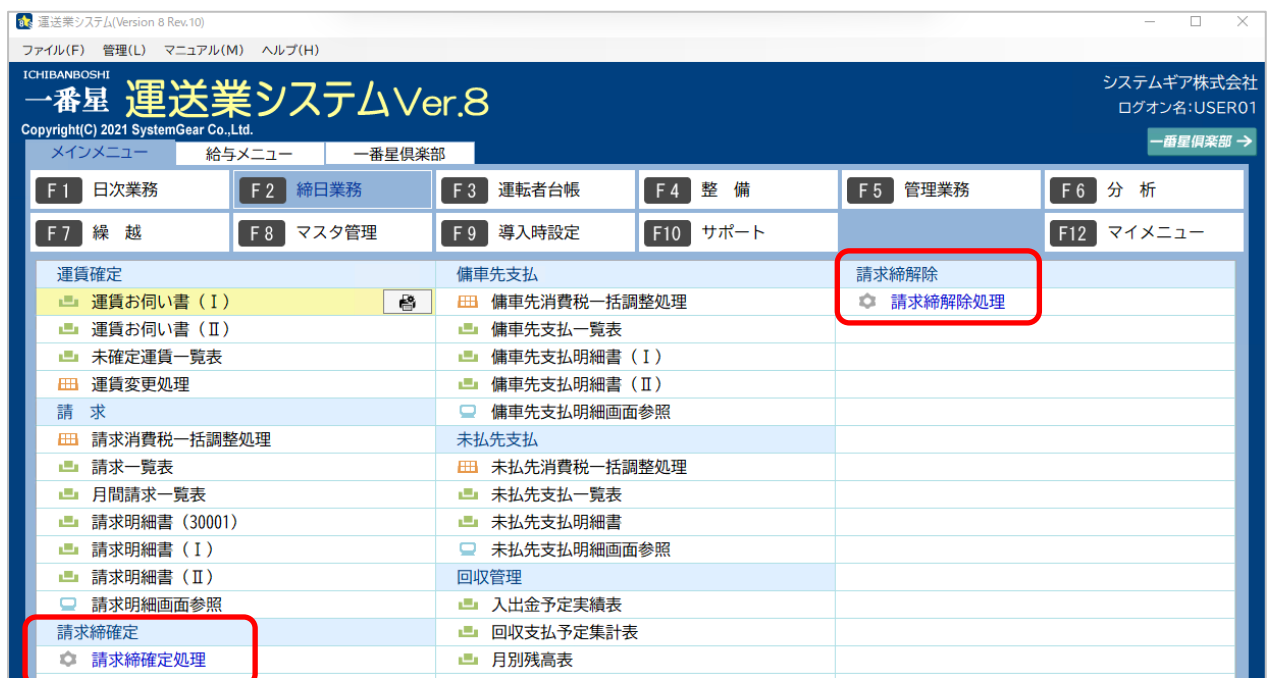 運送業システム(Version 8 Rev.10)
ファイル(F) 管理(L) マニュアル(M) ヘルプ(H)
ICHIBANBOSHI
一番星 運送業システムVer.8
Copyright(C) 2021 SystemGear Co.,Ltd.
システムギア株式会社
ログオン名:USER01
一番星倶楽部 →
メインメニュー 給与メニュー 一番星倶楽部
F1 日次業務 F2 締日業務 F3 運転者台帳 F4 整 備 F5 管理業務 F6 分 析
F7 繰 越 F8 マスタ管理 F9 導入時設定 F10 サポート F12 マイメニュー
運賃確定
運賃お伺い書(Ⅰ)
運賃お伺い書(Ⅱ)
未確定運賃一覧表
運賃変更処理
請 求
請求消費税一括調整処理
請求一覧表
月間請求一覧表
請求明細書(30001)
請求明細書(Ⅰ)
請求明細書(Ⅱ)
請求明細画面参照
請求締確定
請求締確定処理
傭車先支払
傭車先消費税一括調整処理
傭車先支払一覧表
傭車先支払明細書(Ⅰ)
傭車先支払明細書(Ⅱ)
傭車先支払明細画面参照
未払先支払
未払先消費税一括調整処理
未払先支払一覧表
未払先支払明細書
未払先支払明細画面参照
回収管理
入出金予定実績表
回収支払予定集計表
月別残高表
請求締解除
請求締解除処理